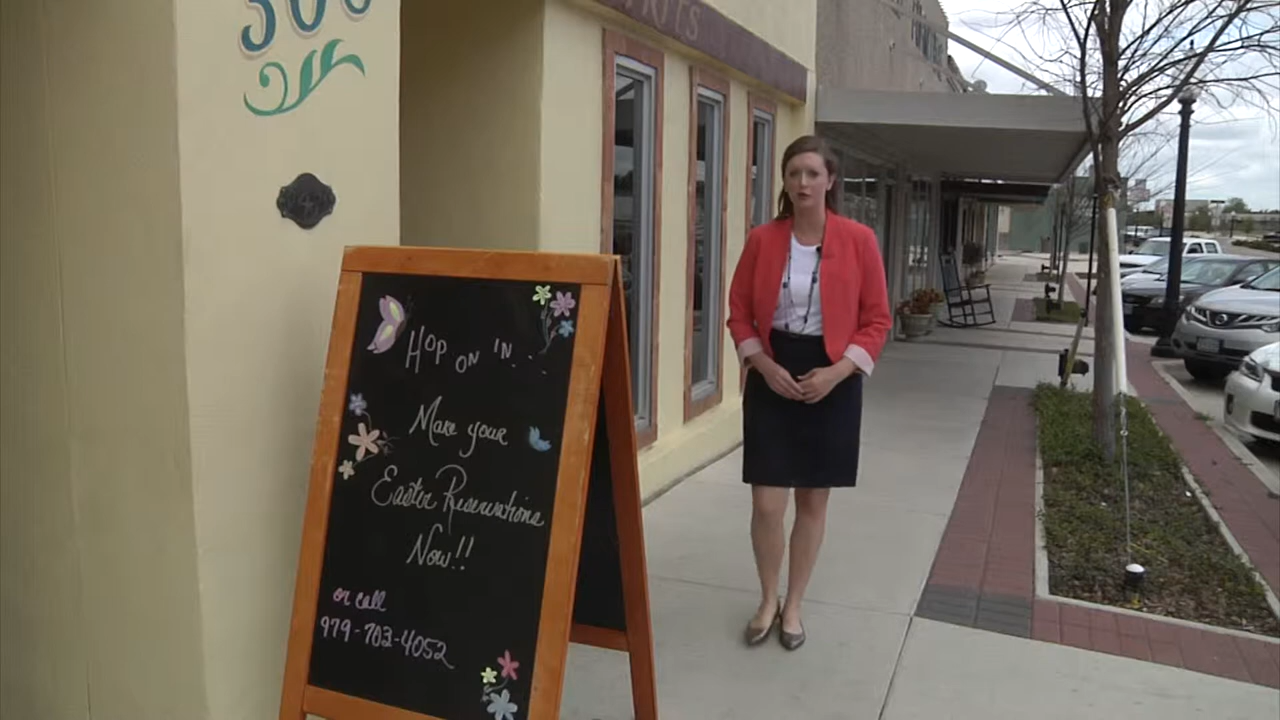 HOP ON IN...
Make your
Easter Reservations
Now!!
or call
979-703-4052